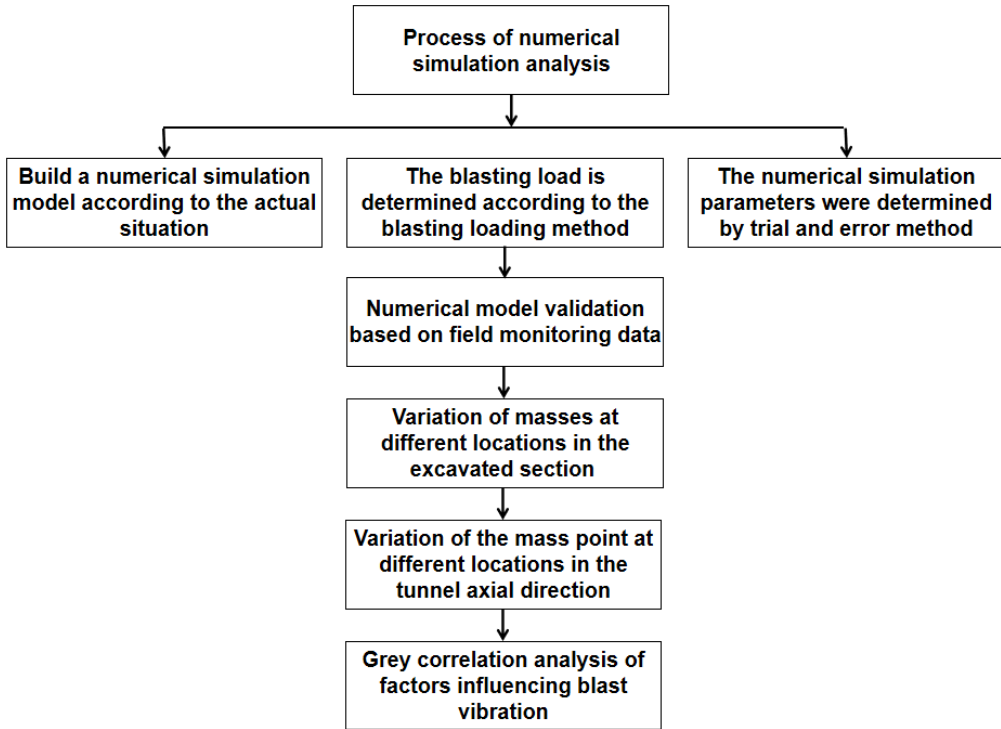 Process of numerical
simulation analysis
Build a numerical simulation
model according to the actual
situation
The blasting load is
determined according to the
blasting loading method
The numerical simulation
parameters were determined
by trial and error method
Numerical model validation
based on field monitoring data
Variation of masses at
different locations in the
excavated section
Variation of the mass point at
different locations in the
tunnel axial direction
Grey correlation analysis of
factors influencing blast
vibration